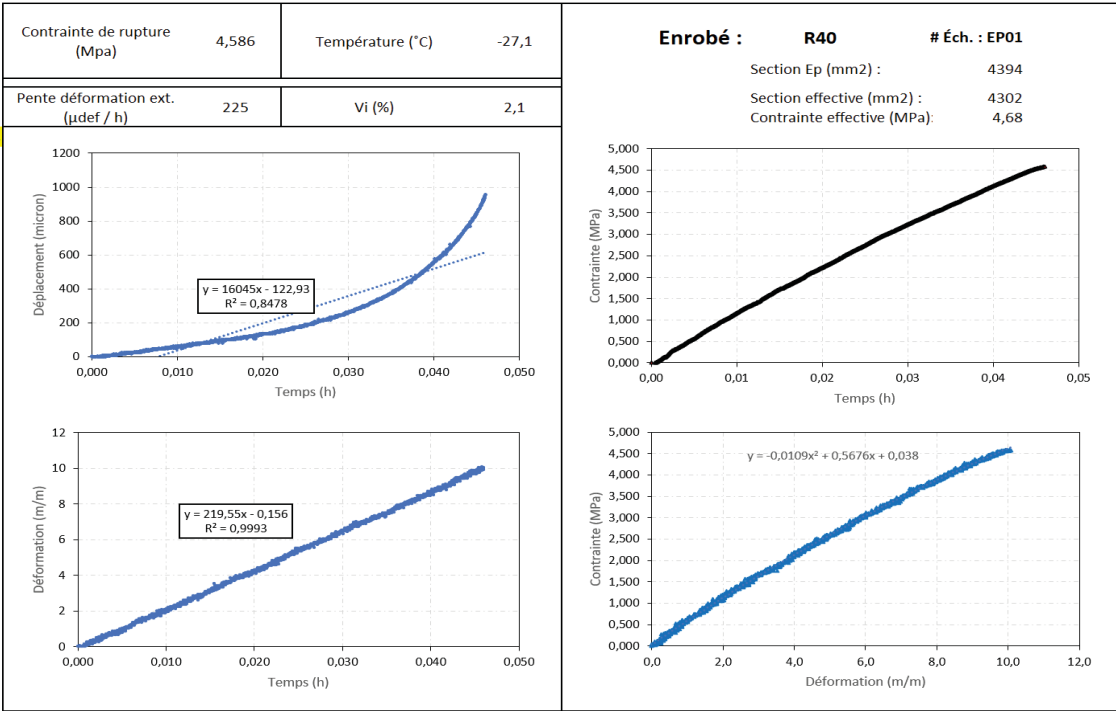 Contrainte de rupture (Mpa)
4,586
Température (˚C)
-27,1
Pente déformation ext. (µdef / h)
225
Vi (%)
2,1
Enrobé :
R40
# Éch. : EP01
Section Ep (mm2) :
4394
Section effective (mm2) :
4302
Contrainte effective (MPa):
4,68
1200
1000
800
600
400
200
0
Déplacement (micron)
y = 16045x - 122,93
R² = 0,8478
0,000
0,010
0,020
0,030
0,040
0,050
Temps (h)
5,000
4,500
4,000
3,500
3,000
2,500
2,000
1,500
1,000
0,500
0,000
Contrainte (MPa)
0,00
0,01
0,02
0,03
0,04
0,05
Temps (h)
12
10
8
6
4
2
0
Déformation (m/m)
y = 219,55x - 0,156
R² = 0,9993
0,000
0,010
0,020
0,030
0,040
0,050
Temps (h)
5,000
4,500
4,000
3,500
3,000
2,500
2,000
1,500
1,000
0,500
0,000
Contrainte (MPa)
y = -0,0109x² + 0,5676x + 0,038
0,0
2,0
4,0
6,0
8,0
10,0
12,0
Déformation (m/m)